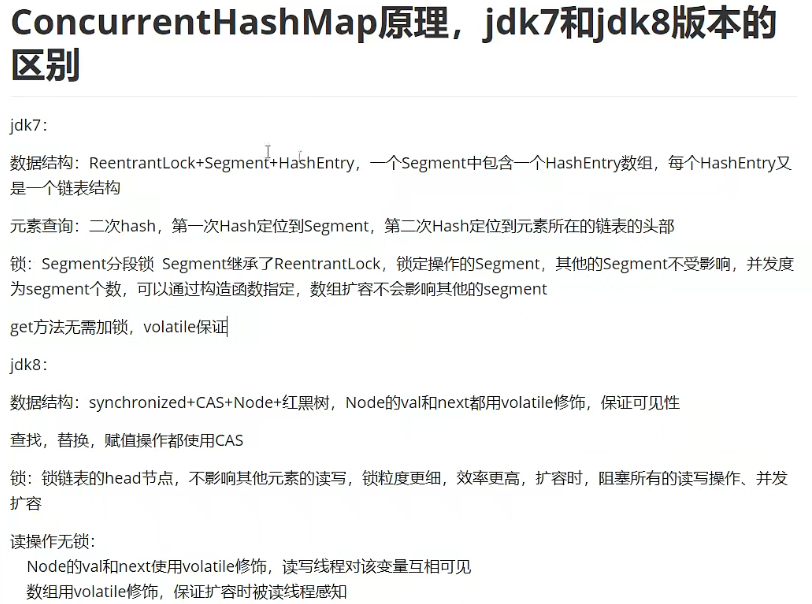 ConcurrentHashMap原理，jdk7和jdk8版本的
区别
jdk7：
数据结构：ReentrantLock+Segment+HashEntry，一个Segment中包含一个HashEntry数组，每个HashEntry又
是一个链表结构
元素查询：二次hash，第一次Hash定位到Segment，第二次Hash定位到元素所在的链表的头部
锁：Segment分段锁 Segment继承了ReentrantLock，锁定操作的Segment，其他的Segment不受影响，并发度
为segment个数，可以通过构造函数指定，数组扩容不会影响其他的segment
get方法无需加锁，volatile保证
jdk8：
数据结构：synchronized+CAS+Node+红黑树，Node的val和next都用volatile修饰，保证可见性
查找，替换，赋值操作都使用CAS
锁：锁链表的head节点，不影响其他元素的读写，锁粒度更细，效率更高，扩容时，阻塞所有的读写操作、并发
扩容
读操作无锁：
Node的val和next使用volatile修饰，读写线程对该变量互相可见
数组用volatile修饰，保证扩容时被读线程感知